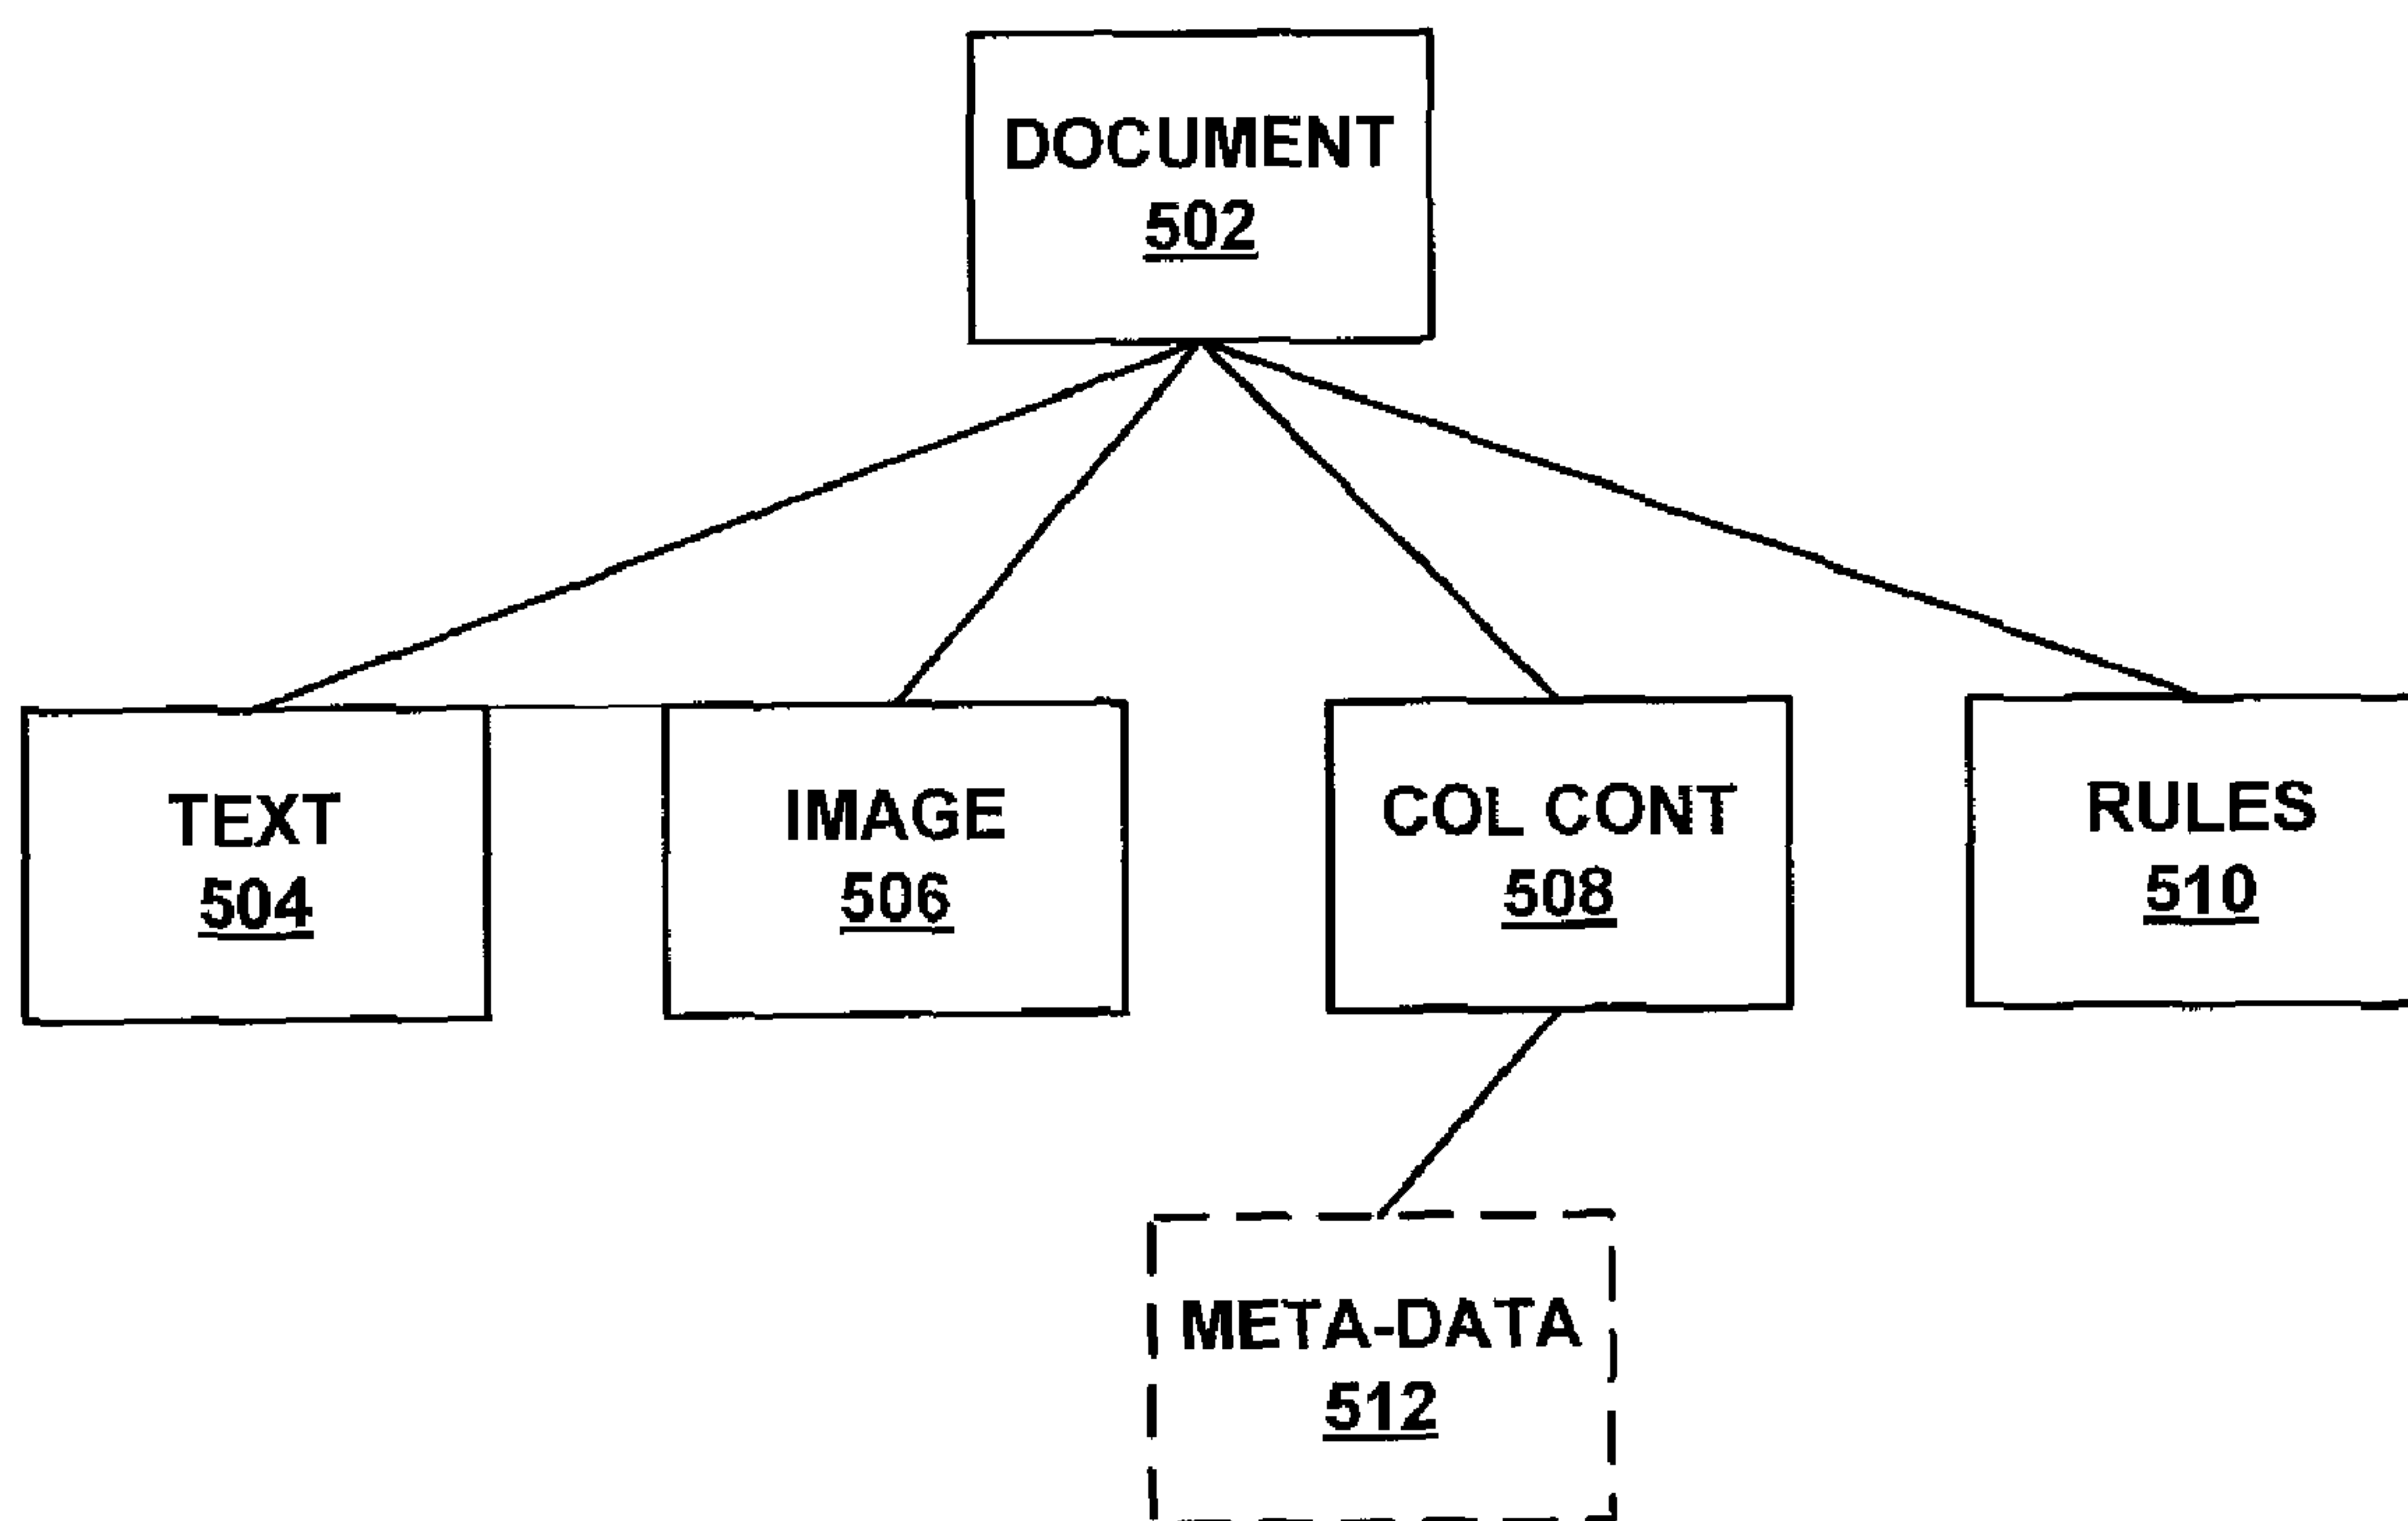 DOCUMENT
502
TEXT
504
IMAGE
506
COL CONT
508
RULES
510
META-DATA
512